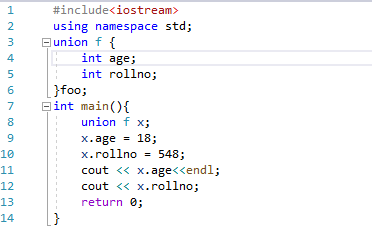 1 #include<iostream>
2 using namespace std;
3 union f {
4 int age;
5 int rollno;
6 }foo;
7 int main(){
8 union f x;
9 x.age = 18;
10 x.rollno = 548;
11 cout << x.age<<endl;
12 cout << x.rollno;
13 return 0;
14 }